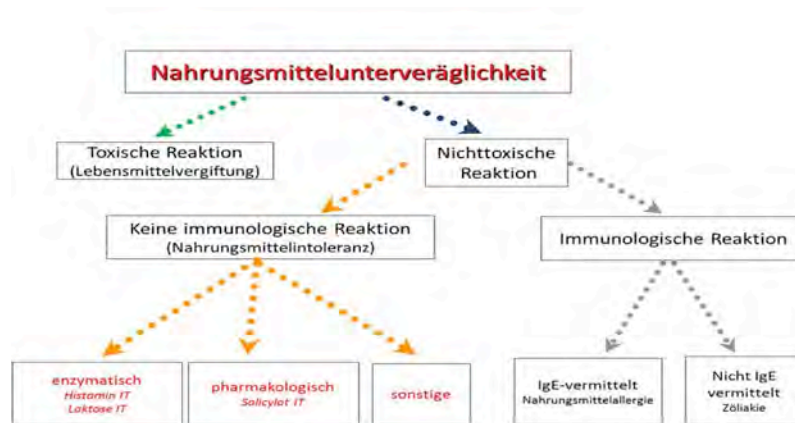 Nahrungsmittelunterveräglichkeit
Toxische Reaktion
(Lebensmittelvergiftung)
Nichttoxische
Reaktion
Keine immunologische Reaktion
(Nahrungsmittelintoleranz)
Immunologische Reaktion
enzymatisch
Histamin IT
Laktose IT
pharmakologisch
Salicylat IT
sonstige
IgE-vermittelt
Nahrungsmittelallergie
Nicht IgE
vermittelt
Zöliakie